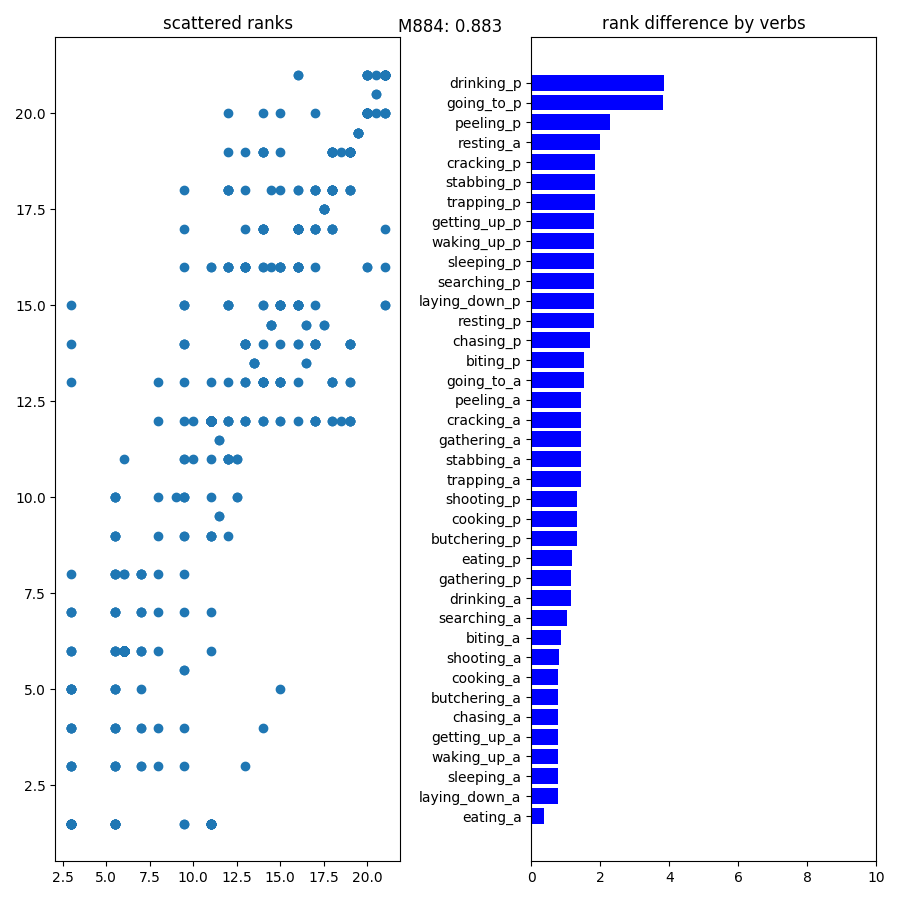 scattered ranks
M884: 0.883
rank difference by verbs
20.0
17.5
15.0
12.5
10.0
7.5
5.0
2.5
2.5 5.0 7.5 10.0 12.5 15.0 17.5 20.0
drinking_p
going_to_p
peeling_p
resting_a
cracking_p
stabbing_p
trapping_p
getting_up_p
waking_up_p
sleeping_p
searching_p
laying_down_p
resting_p
chasing_p
biting_p
going_to_a
peeling_a
cracking_a
gathering_a
stabbing_a
trapping_a
shooting_p
cooking_p
butchering_p
eating_p
gathering_p
drinking_a
searching_a
biting_a
shooting_a
cooking_a
butchering_a
chasing_a
getting_up_a
waking_up_a
sleeping_a
laying_down_a
eating_a
0 2 4 6 8 10